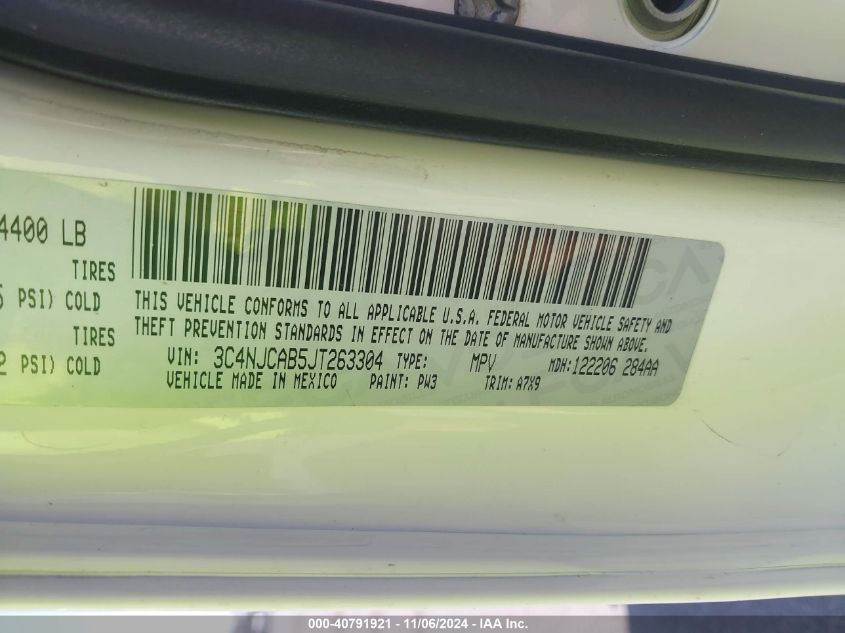 4400 LB
TIRES
PSI) COLD
TIRES
PSI) COLD
THIS VEHICLE CONFORMS TO ALL APPLICABLE U.S.A. FEDERAL MOTOR VEHICLE SAFETY AND
THEFT PREVENTION STANDARDS IN EFFECT ON THE DATE OF MANUFACTURE SHOWN ABOVE.
VIN: 3C4NJCAB5JT263304 TYPE: MPV MDH:122206 284AA
VEHICLE MADE IN MEXICO PAINT: PW3 TRIM: A7X9
000-40791921 - 11/06/2024 - IAA Inc.